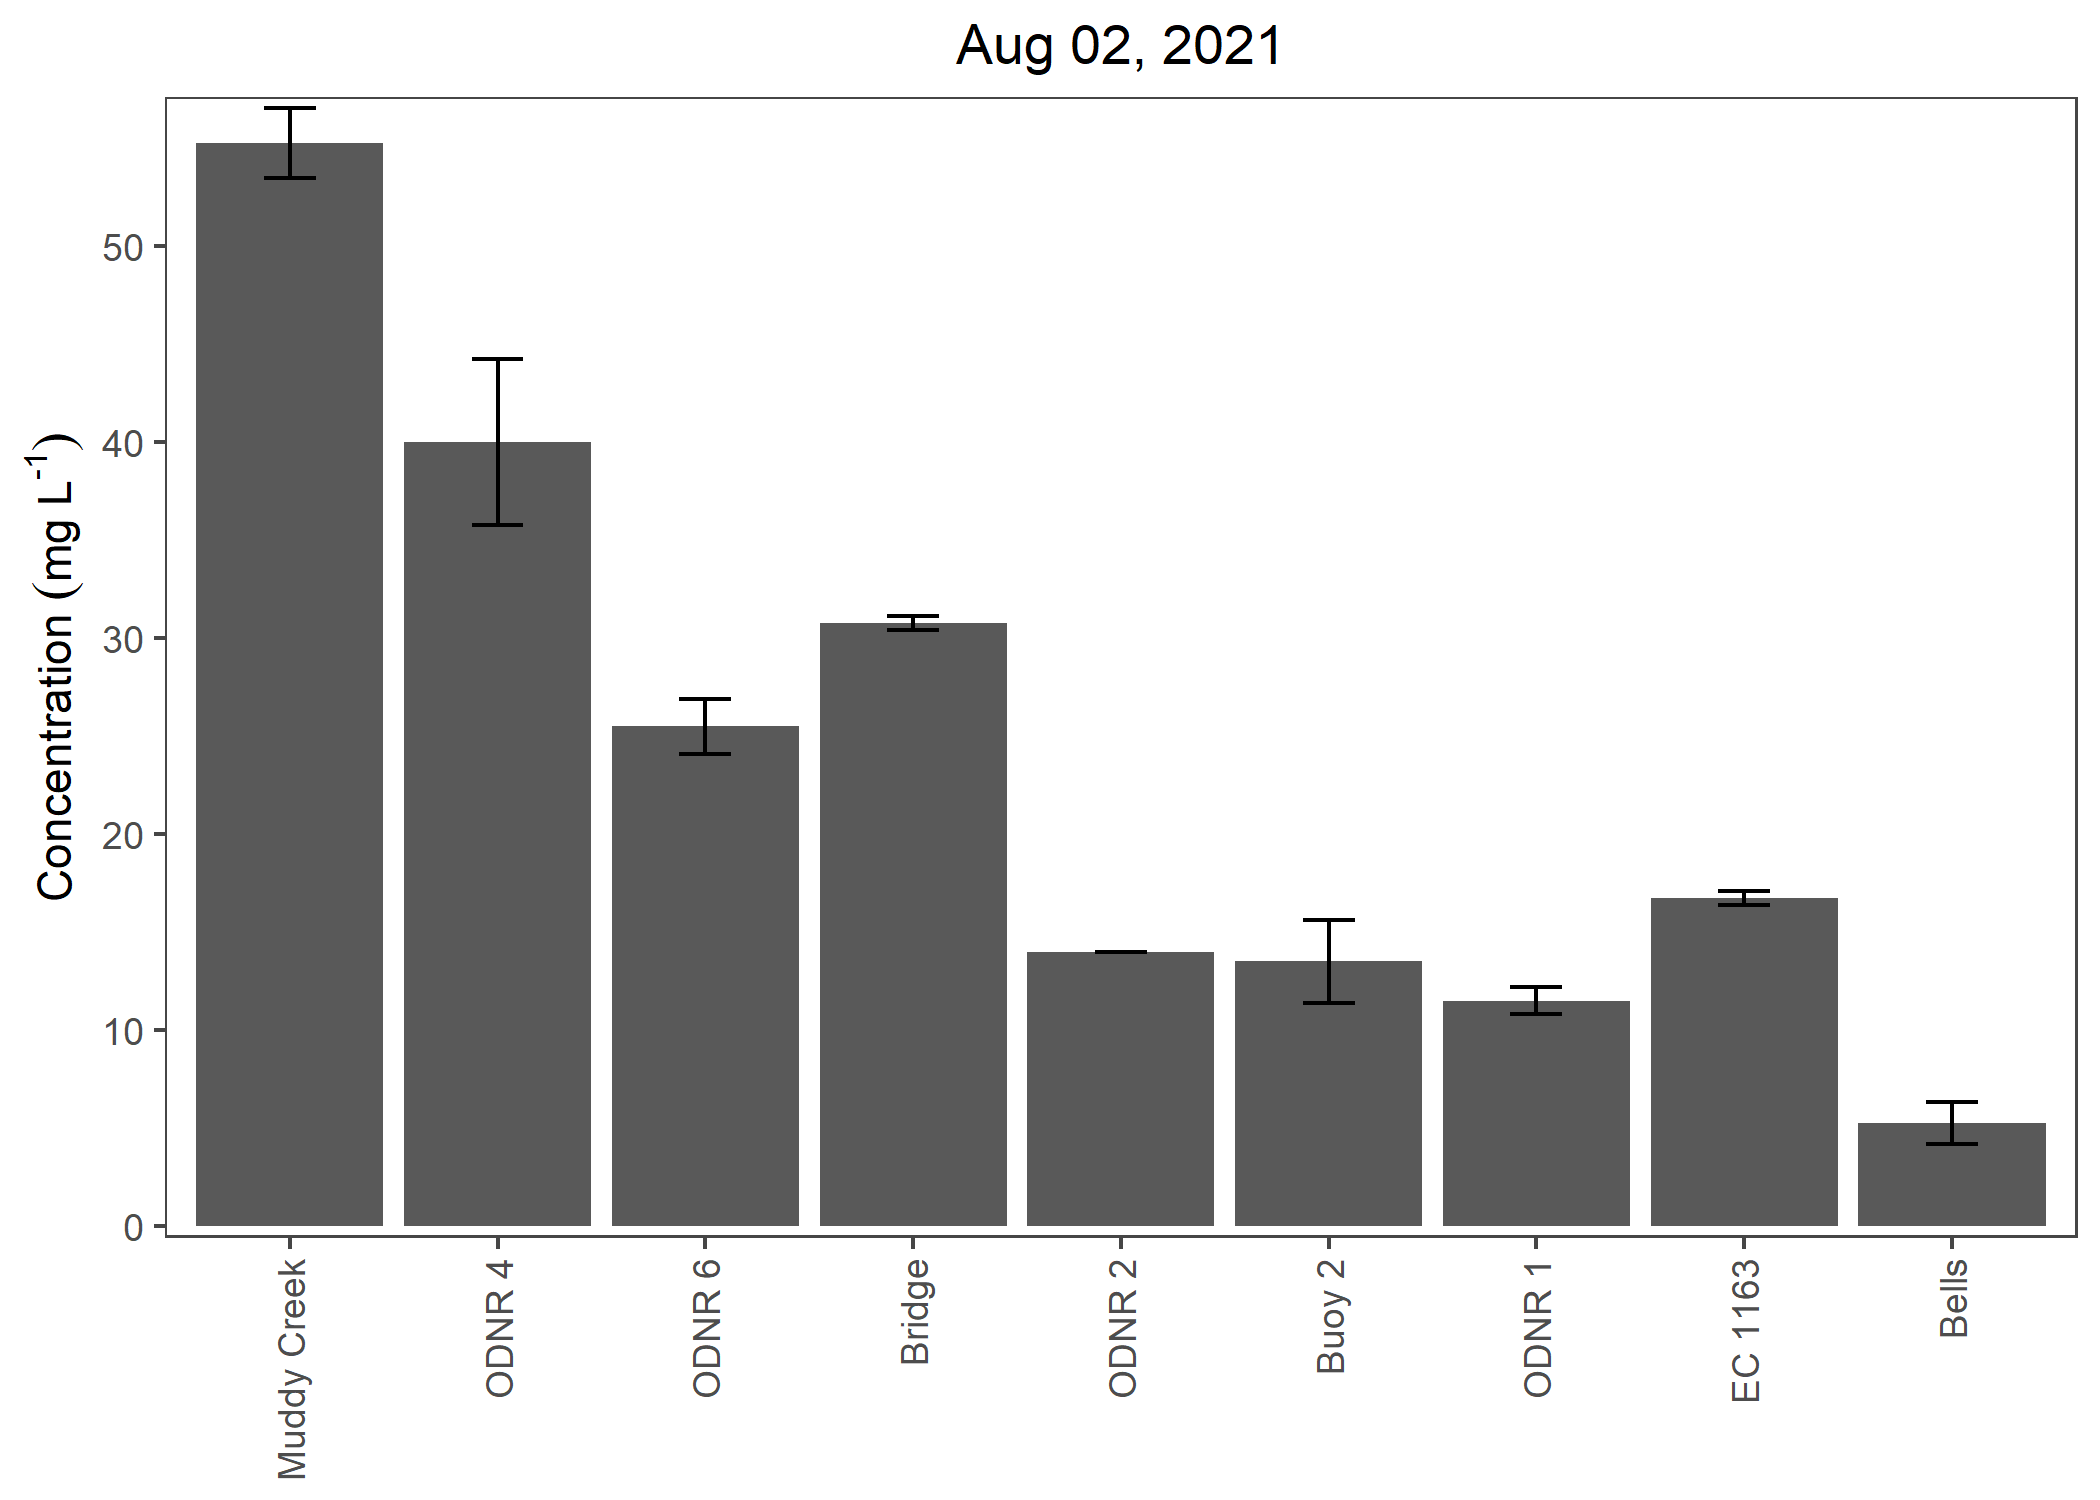 Aug 02, 2021
Concentration (mg L-1)
50
40
30
20
10
0
Muddy Creek
ODNR 4
ODNR 6
Bridge
ODNR 2
Buoy 2
ODNR 1
EC 1163
Bells